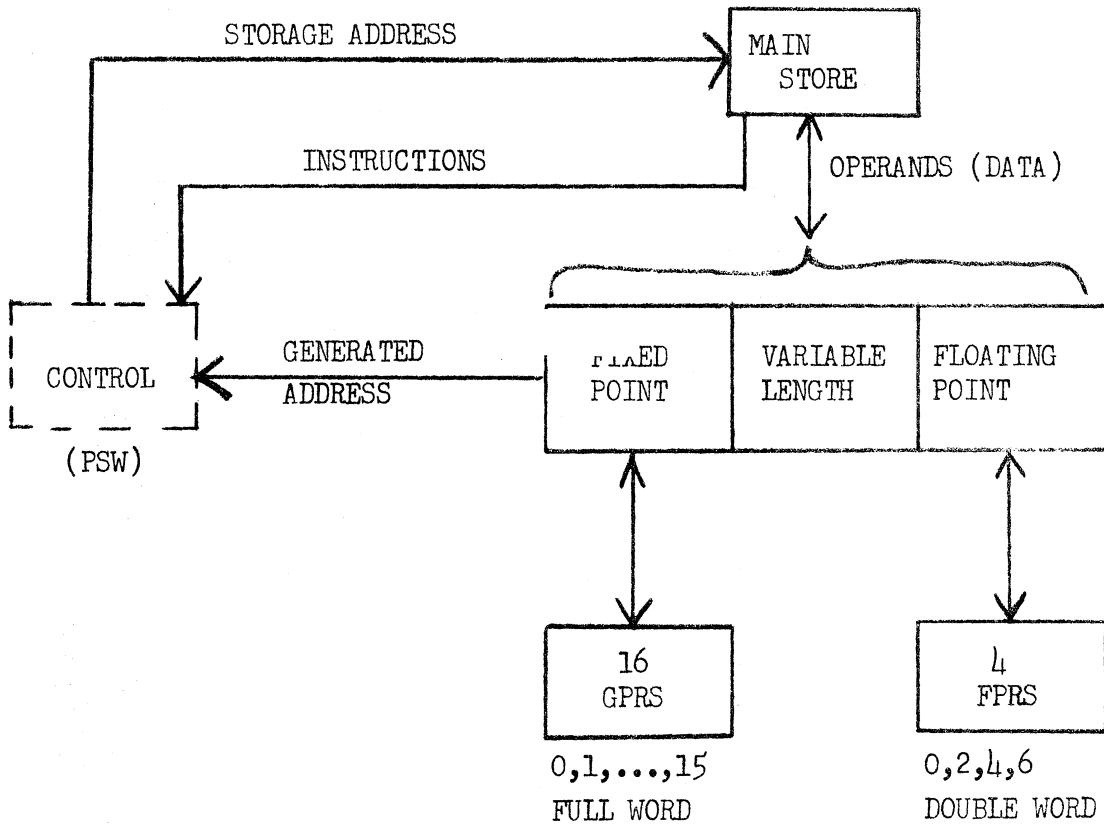 STORAGE ADDRESS
MAIN
STORE
INSTRUCTIONS
OPERANDS (DATA)
CONTROL
(PSW)
GENERATED
ADDRESS
FIXED
POINT
VARIABLE
LENGTH
FLOATING
POINT
16
GPRS
0,1,...,15
FULL WORD
4
FPRS
0,2,4,6
DOUBLE WORD